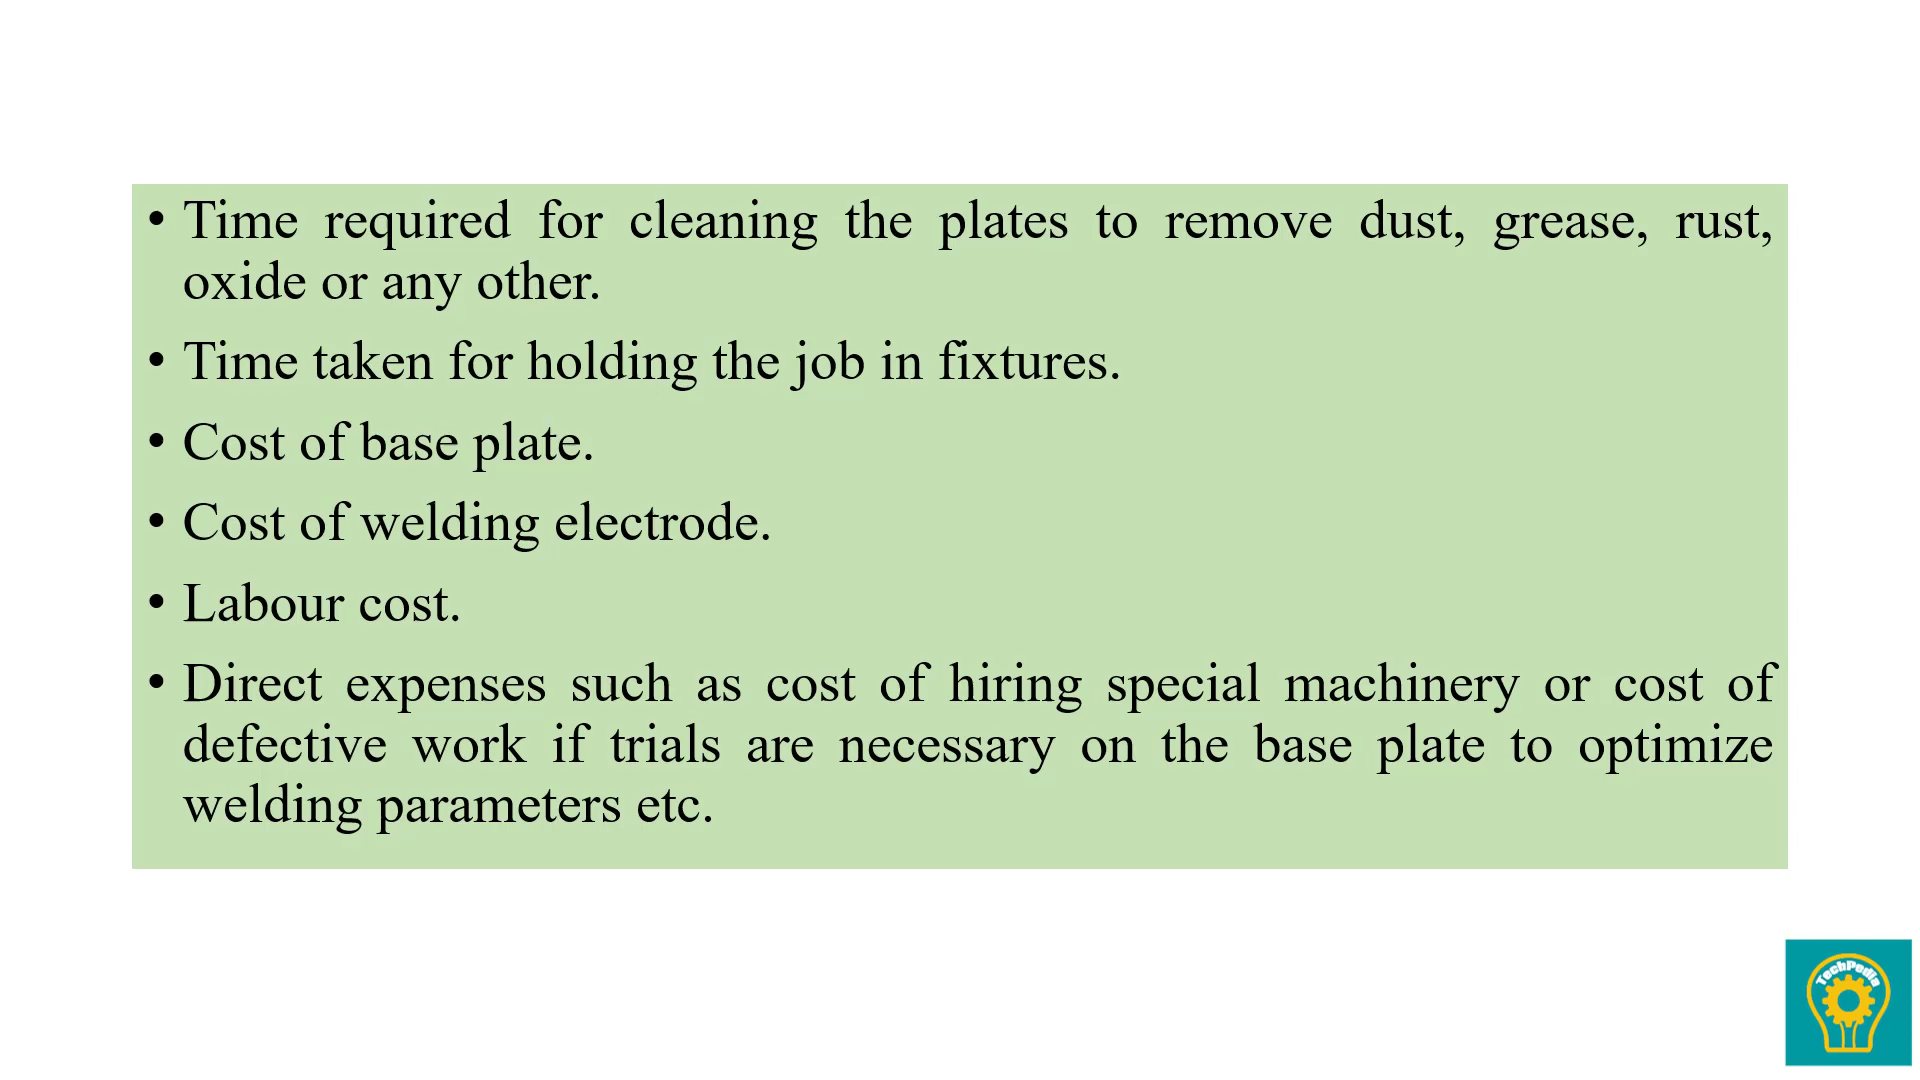 • Time required for cleaning the plates to remove dust, grease, rust,
oxide or any other.
• Time taken for holding the job in fixtures.
• Cost of base plate.
• Cost of welding electrode.
• Labour cost.
• Direct expenses such as cost of hiring special machinery or cost of
defective work if trials are necessary on the base plate to optimize
welding parameters etc.
TechPedia